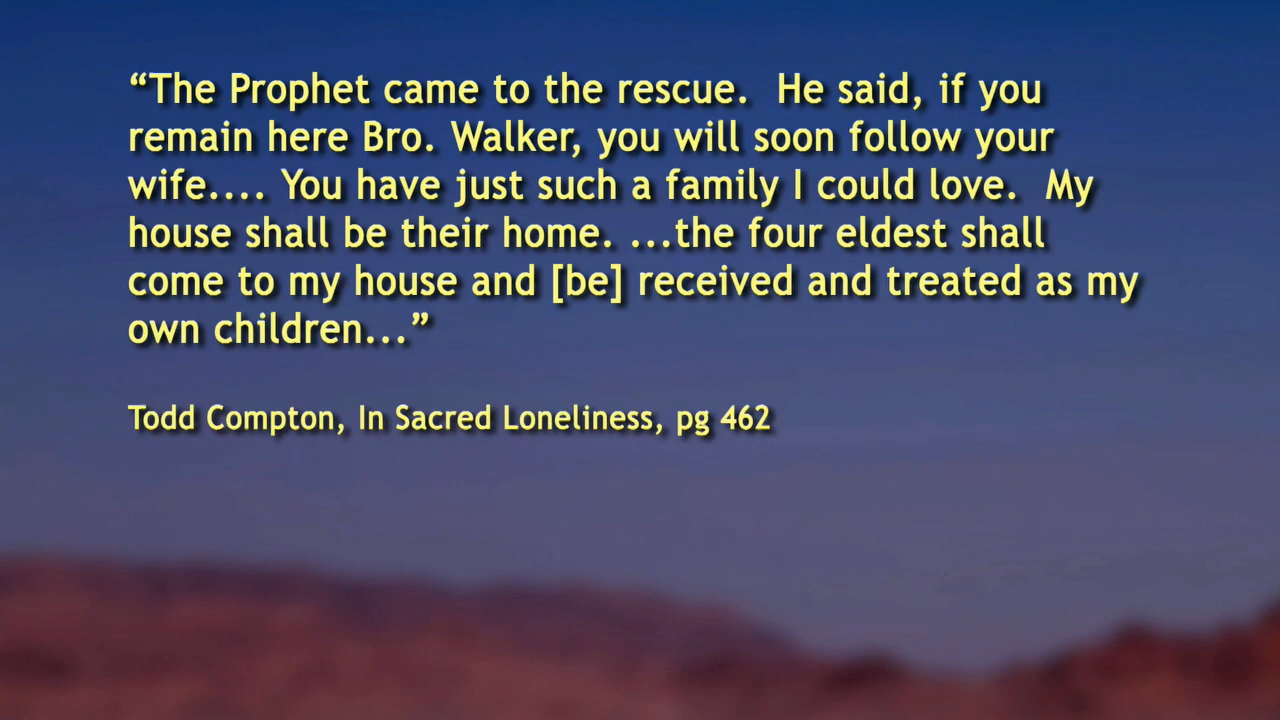 “The Prophet came to the rescue.  He said, if you
remain here Bro. Walker, you will soon follow your
wife.... You have just such a family I could love.  My
house shall be their home. ...the four eldest shall
come to my house and [be] received and treated as my
own children...”
Todd Compton, In Sacred Loneliness, pg 462